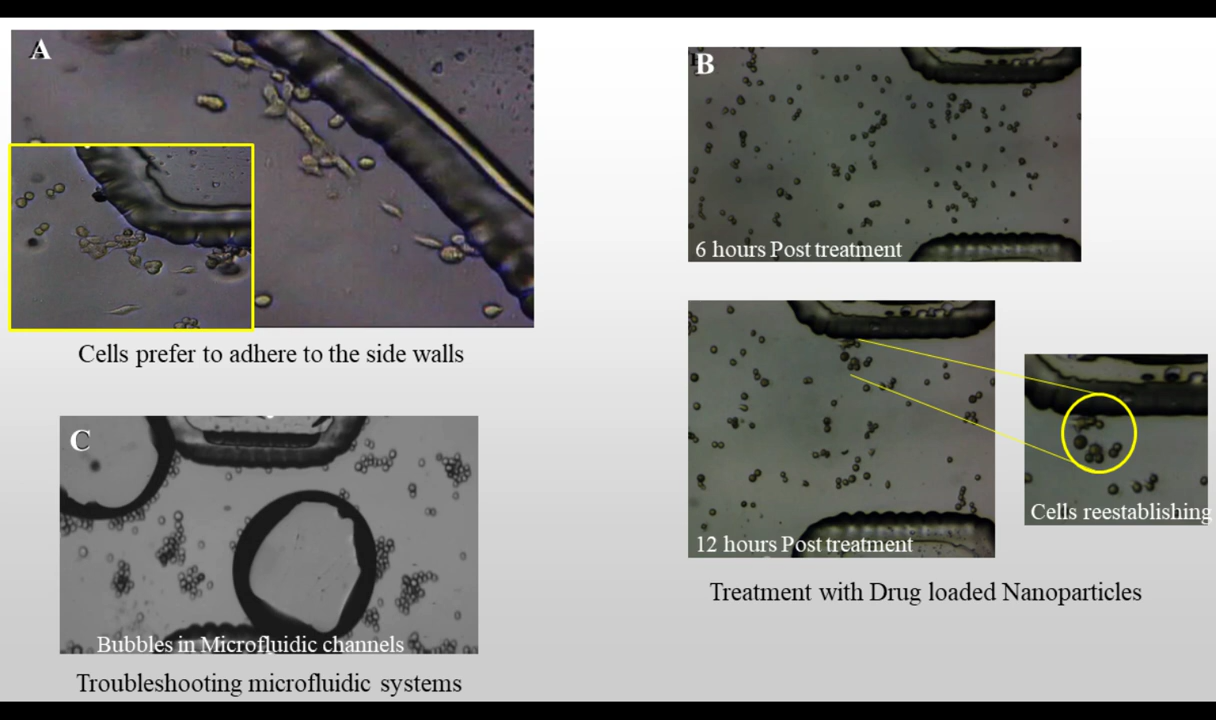 A
Cells prefer to adhere to the side walls
B
6 hours Post treatment
12 hours Post treatment
Cells reestablishing
Treatment with Drug loaded Nanoparticles
C
Bubbles in Microfluidic channels
Troubleshooting microfluidic systems